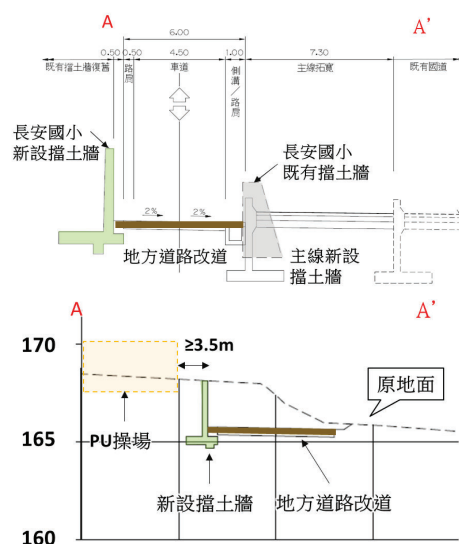 A
A'
6.00
0.50
0.50
4.50
1.00
7.30
既有擋土牆復舊
路肩
車道
側溝／路肩
主線拓寬
既有國道
長安國小
新設擋土牆
長安國小
既有擋土牆
2%
2%
地方道路改道
主線新設
擋土牆
A
A'
170
≥3.5m
原地面
PU操場
165
新設擋土牆
地方道路改道
160